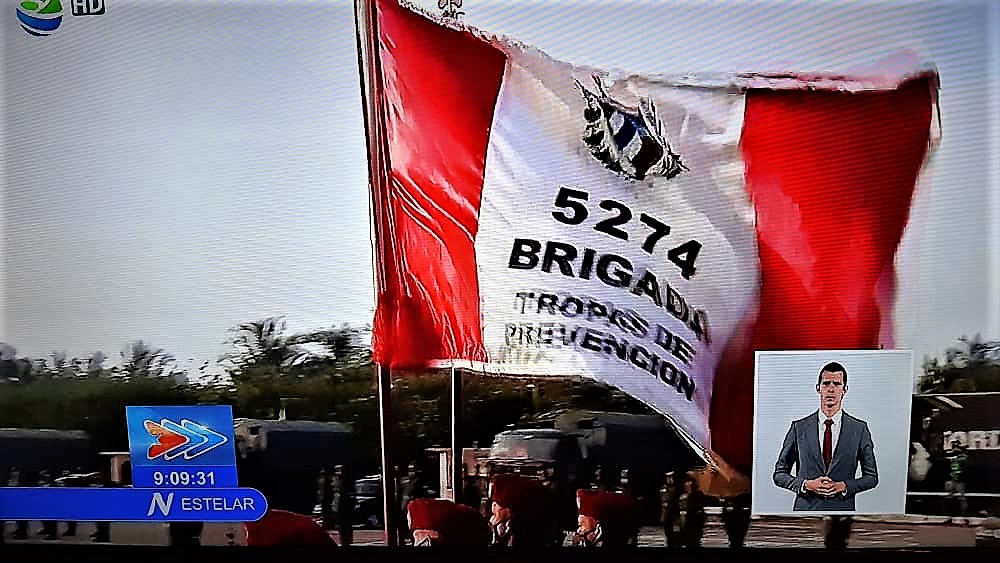 HD
5274
BRIGADA
TROPAS DE
PREVENCION
9:09:31
N ESTELAR